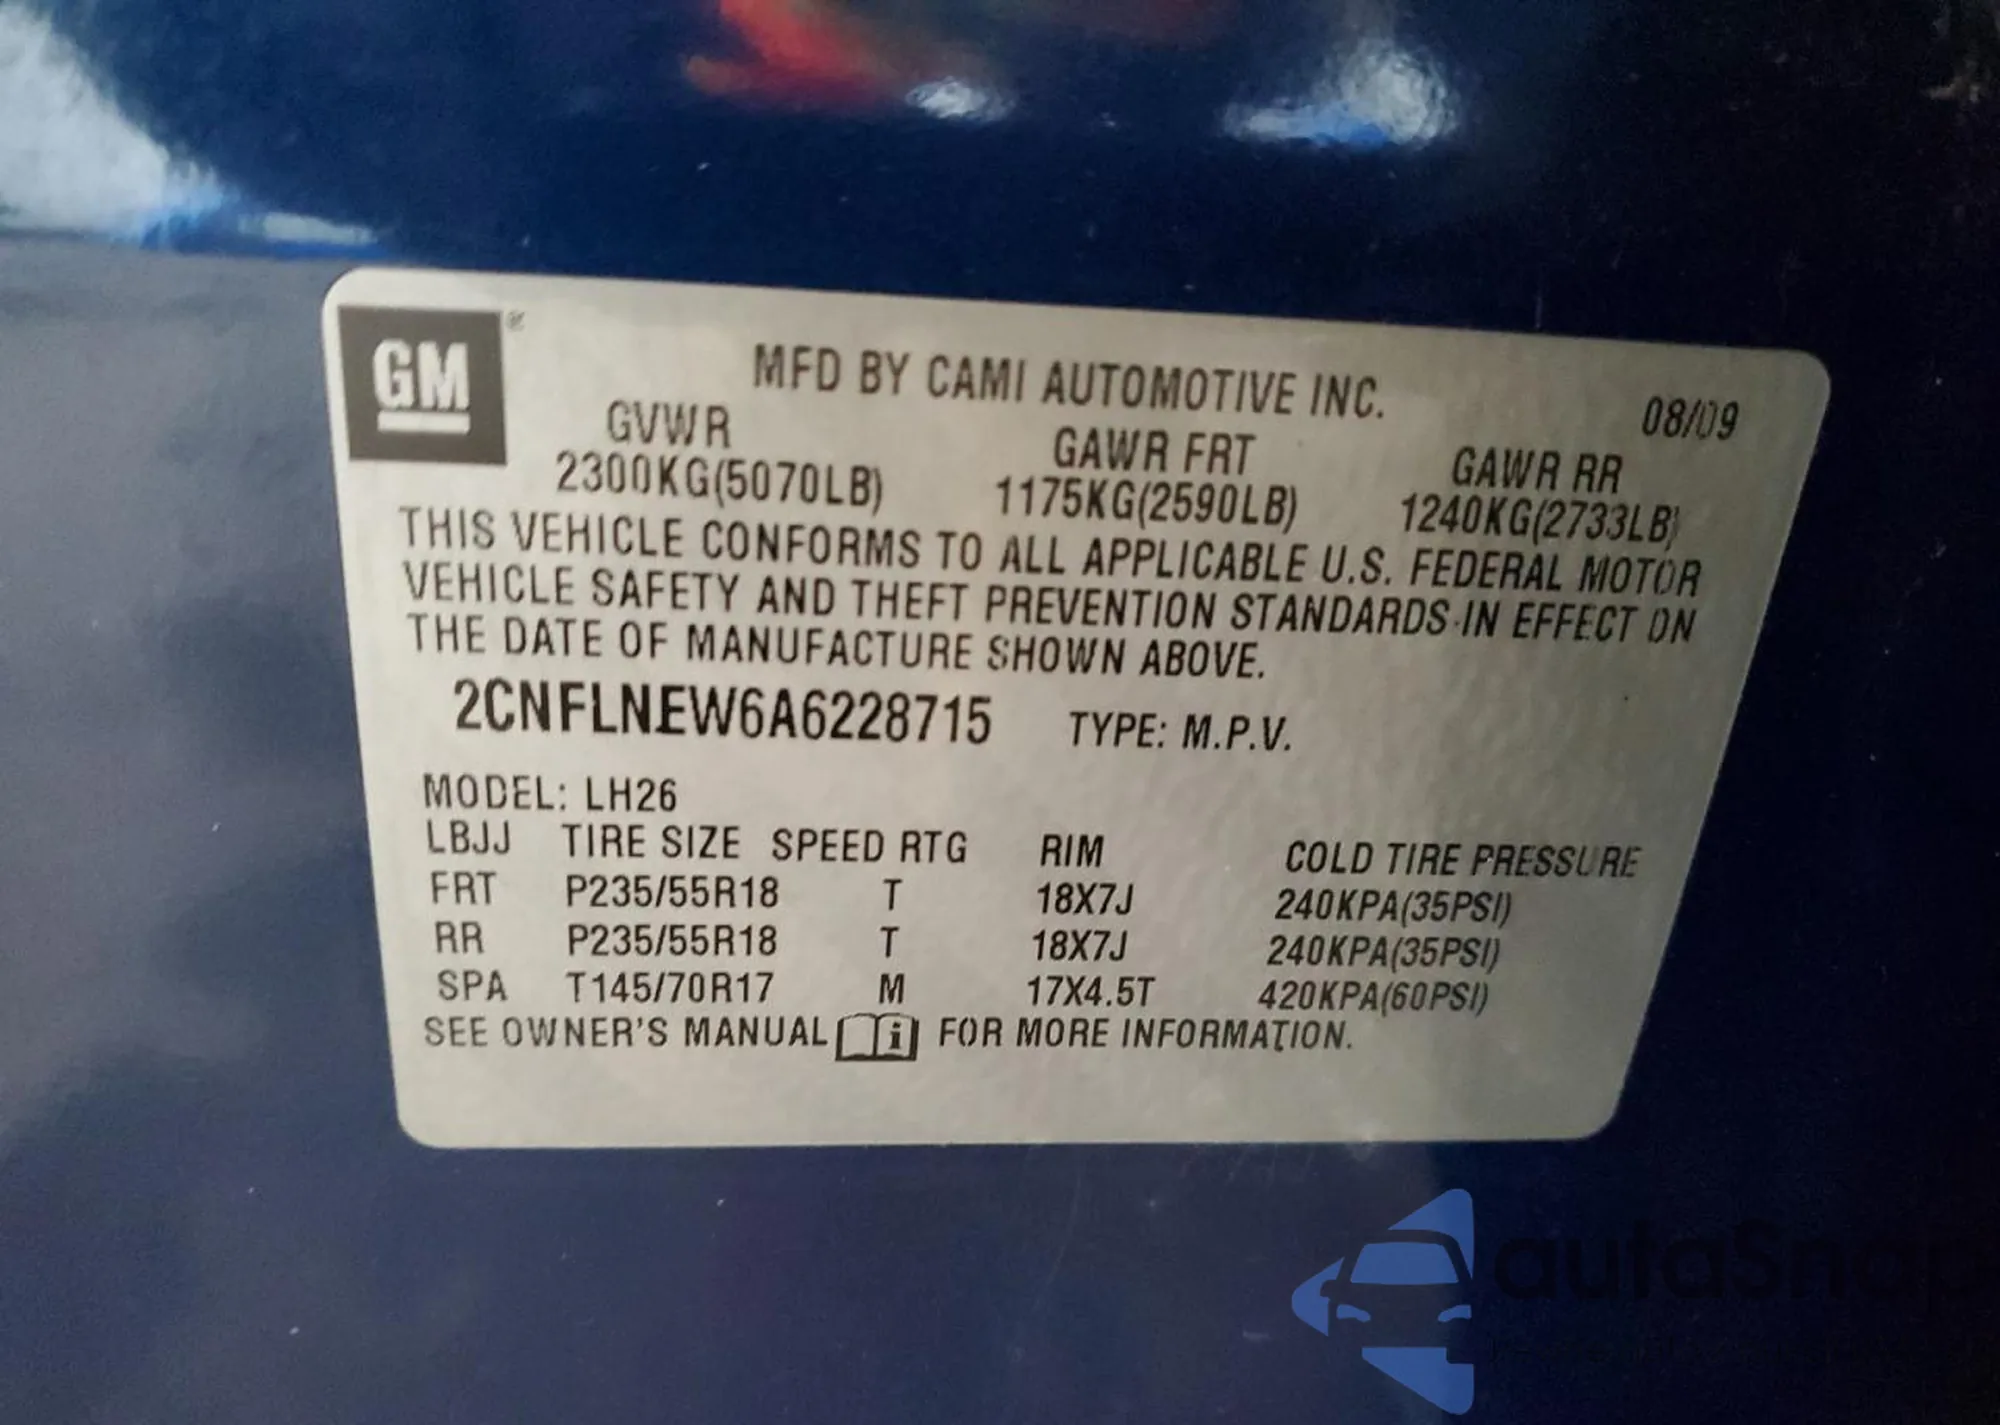 GM
MFD BY CAMI AUTOMOTIVE INC.
08/09
GVWR GAWR FRT GAWR RR
2300KG(5070LB) 1175KG(2590LB) 1240KG(2733LB)
THIS VEHICLE CONFORMS TO ALL APPLICABLE U.S. FEDERAL MOTOR
VEHICLE SAFETY AND THEFT PREVENTION STANDARDS IN EFFECT ON
THE DATE OF MANUFACTURE SHOWN ABOVE.
2CNFLNEW6A6228715 TYPE: M.P.V.
MODEL: LH26
LBJJ TIRE SIZE SPEED RTG RIM COLD TIRE PRESSURE
FRT P235/55R18 T 18X7J 240KPA(35PSI)
RR P235/55R18 T 18X7J 240KPA(35PSI)
SPA T145/70R17 M 17X4.5T 420KPA(60PSI)
SEE OWNER'S MANUAL i FOR MORE INFORMATION.